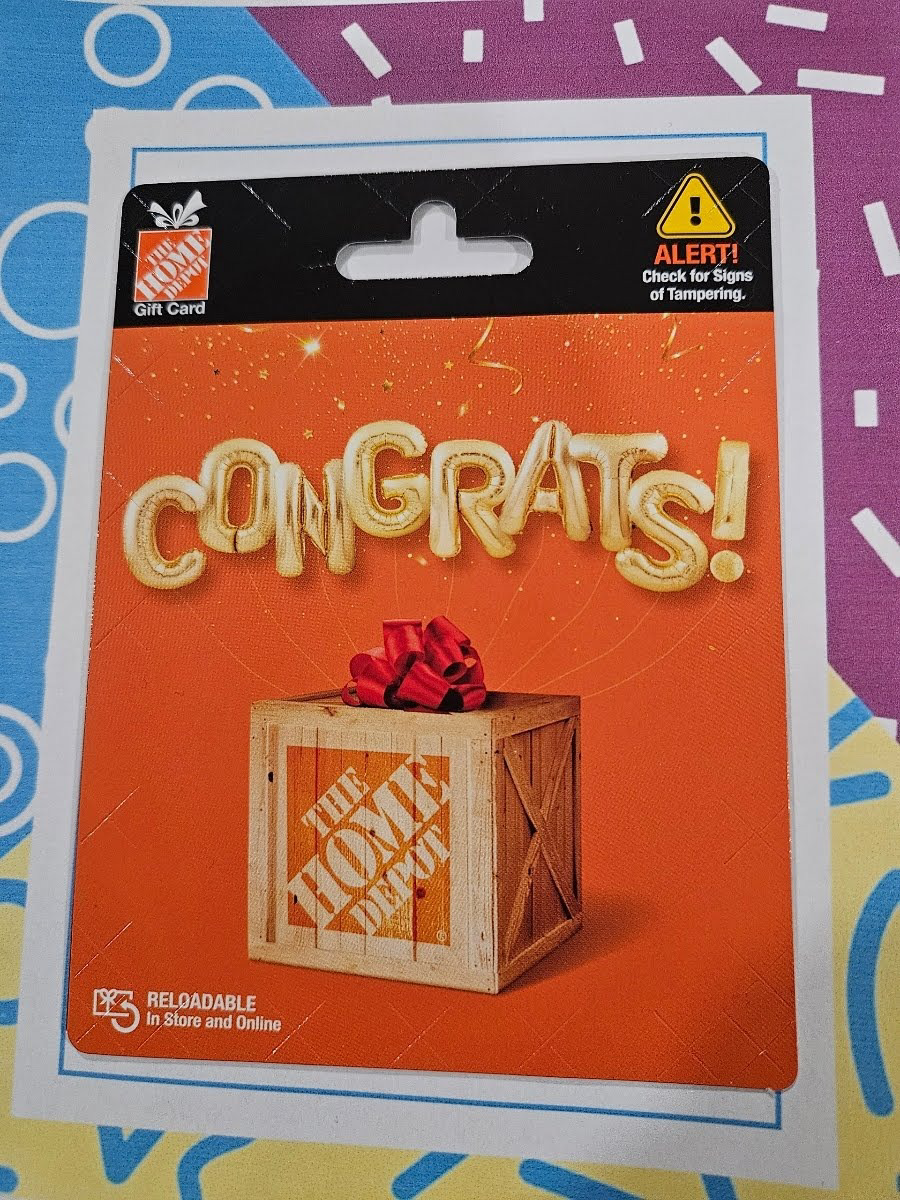 THE
HOME
DEPOT
Gift Card
ALERT!
Check for Signs
of Tampering.
CONGRATS!
THE
HOME
DEPOT
®
RELOADABLE
In Store and Online